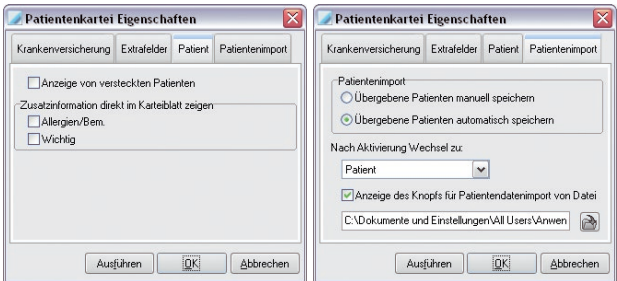 Patientenkartei Eigenschaften
Krankenversicherung Extrafelder Patient Patientenimport
Anzeige von versteckten Patienten
Zusatzinformation direkt im Karteiblatt zeigen
Allergien/Bem.
Wichtig
Ausführen OK Abbrechen
Patientenkartei Eigenschaften
Krankenversicherung Extrafelder Patient Patientenimport
Patientenimport
Übergebene Patienten manuell speichern
Übergebene Patienten automatisch speichern
Nach Aktivierung Wechsel zu:
Patient
Anzeige des Knopfs für Patientendatenimport von Datei
C:\Dokumente und Einstellungen\All Users\Anwen
Ausführen OK Abbrechen